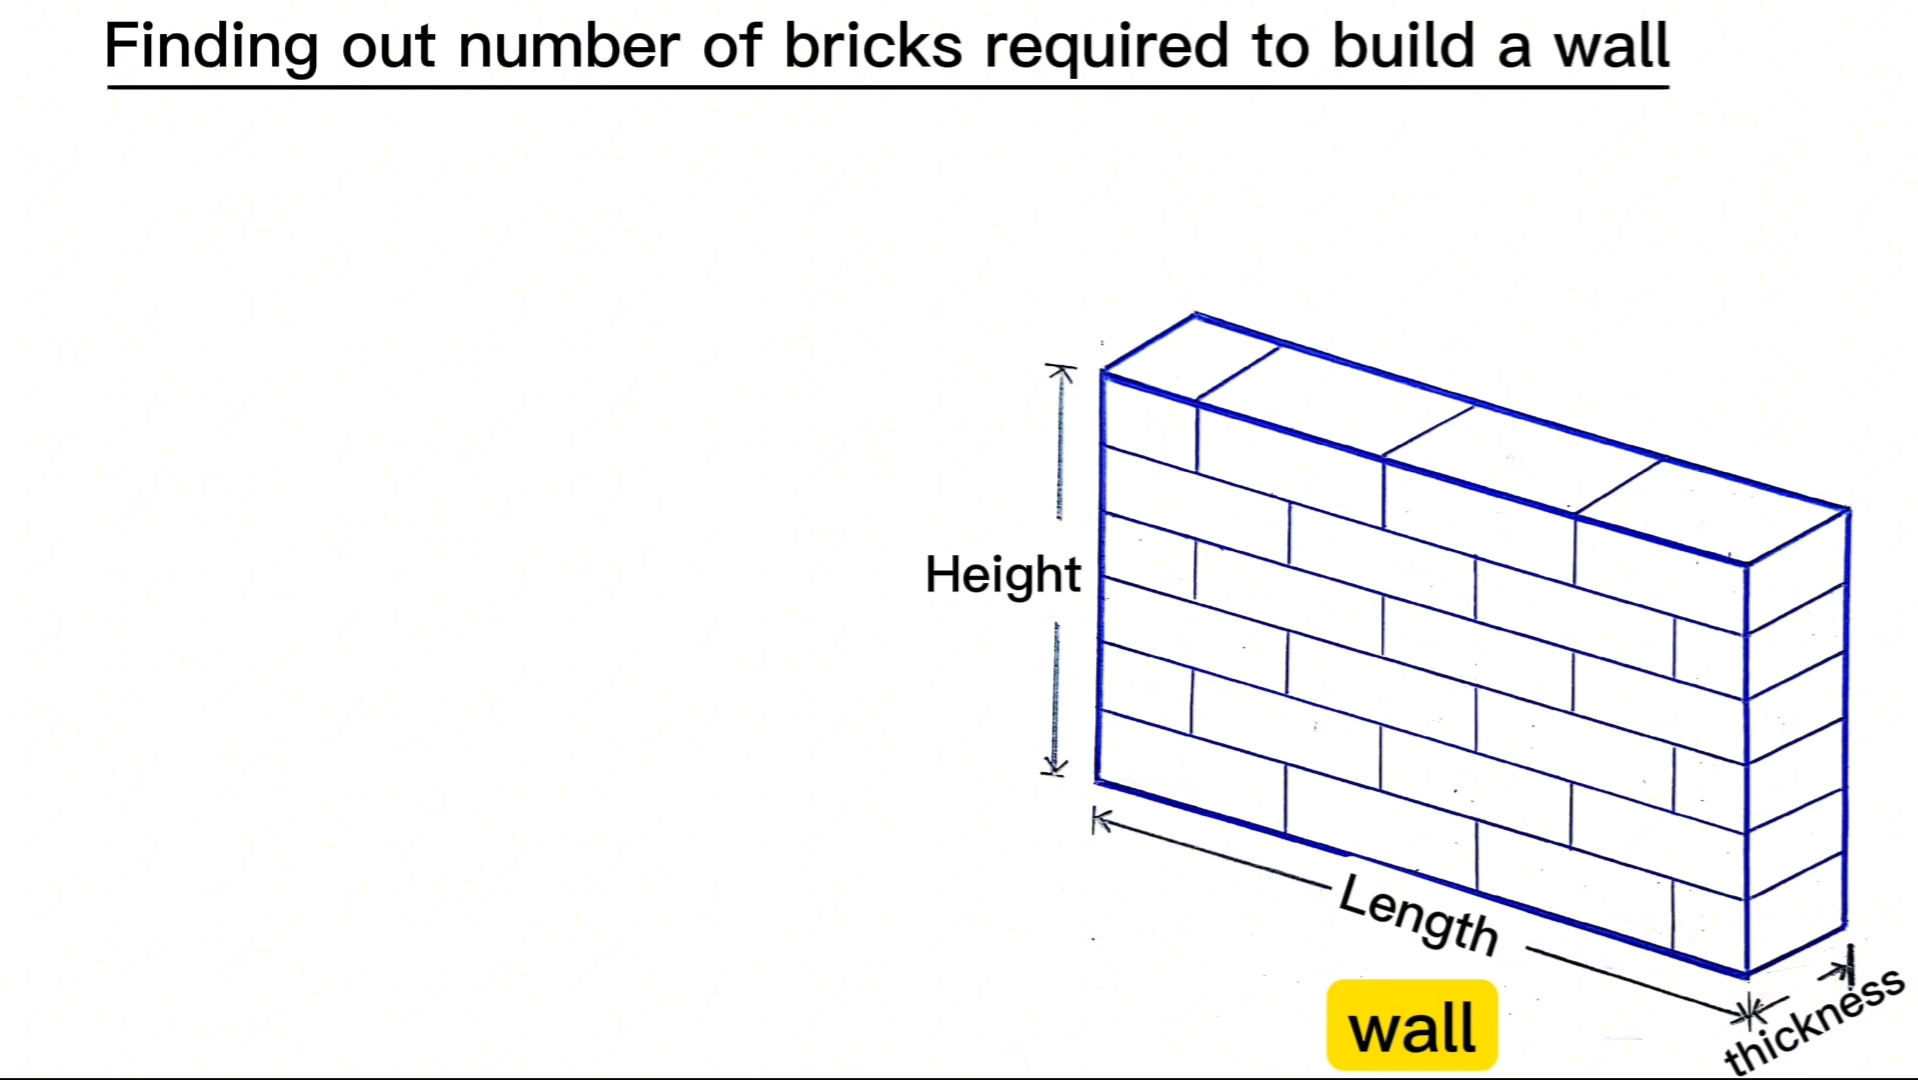 Finding out number of bricks required to build a wall
Height
Length
thickness
wall